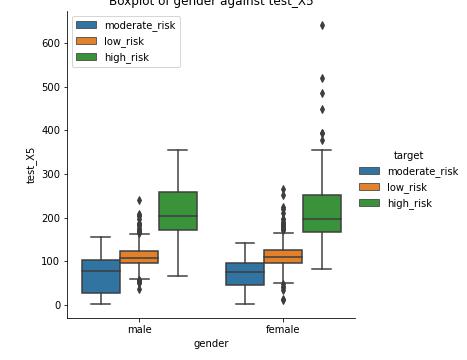 Boxplot of gender against test_X5
moderate_risk
low_risk
high_risk
600
500
400
300
200
100
0
test_X5
male
female
gender
target
moderate_risk
low_risk
high_risk